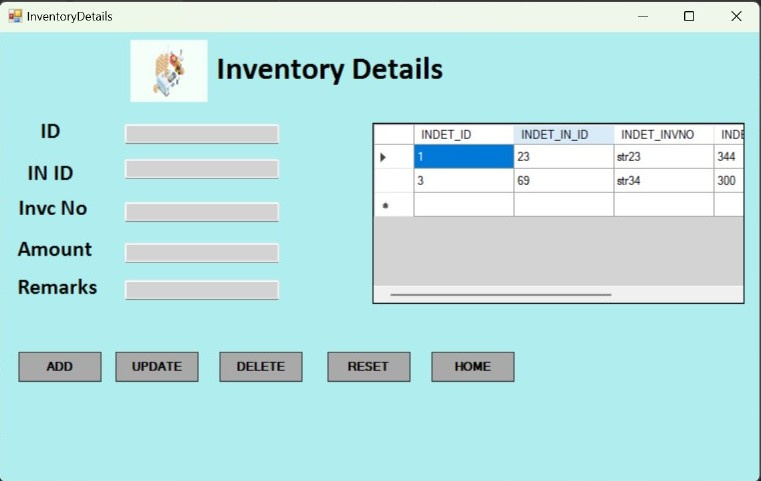 InventoryDetails
Inventory Details
ID
IN ID
Invc No
Amount
Remarks
INDET_ID INDET_IN_ID INDET_INVNO
1 23 str23 344
3 69 str34 300
ADD UPDATE DELETE RESET HOME